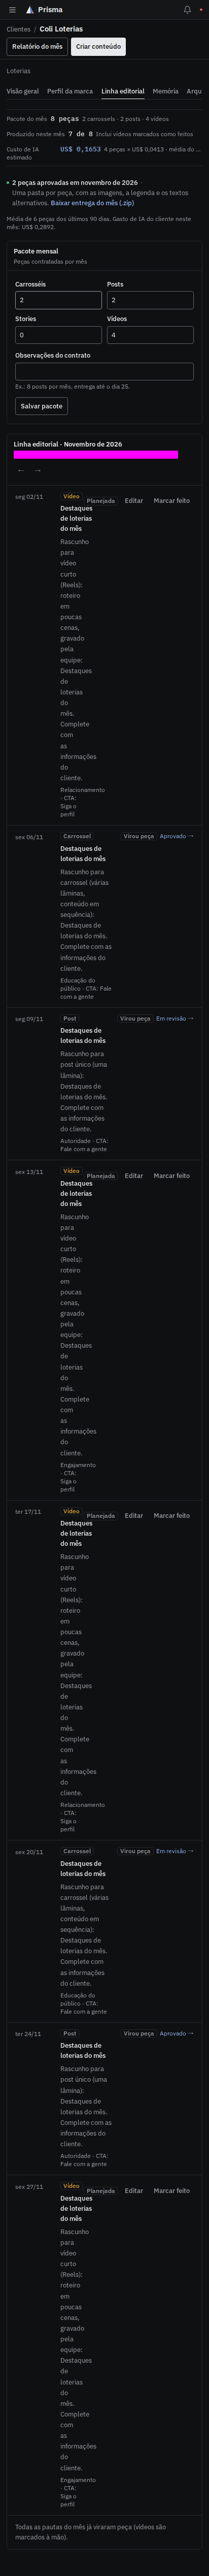 Prisma
Clientes / Coli Loterias
Relatório do mês
Criar conteúdo
Loterias
Visão geral Perfil da marca Linha editorial Memória Arqu
Pacote do mês 8 peças 2 carrosséis · 2 posts · 4 vídeos
Produzido neste mês 7 de 8 Inclui vídeos marcados como feitos
Custo de IA estimado US$ 0,1653 4 peças × US$ 0,0413 · média do ...
2 peças aprovadas em novembro de 2026 ·
Uma pasta por peça, com as imagens, a legenda e os textos
alternativos. Baixar entrega do mês (.zip)
Média de 6 peças dos últimos 90 dias. Gasto de IA do cliente neste
mês: US$ 0,2892.
Pacote mensal
Peças contratadas por mês
Carrosséis
Posts
2
2
Stories
Vídeos
0
4
Observações do contrato
Ex.: 8 posts por mês, entrega até o dia 25.
Salvar pacote
Linha editorial · Novembro de 2026
← →
seg 02/11
Vídeo
Planejada Editar Marcar feito
Destaques
de loterias
do mês
Rascunho
para
vídeo
curto
(Reels):
roteiro
em
poucas
cenas,
gravado
pela
equipe:
Destaques
de
loterias
do
mês.
Complete
com
as
informações
do
cliente.
Relacionamento
· CTA:
Siga o
perfil
sex 06/11
Carrossel
Virou peça Aprovado →
Destaques de
loterias do mês
Rascunho para
carrossel (várias
lâminas,
conteúdo em
sequência):
Destaques de
loterias do mês.
Complete com as
informações do
cliente.
Educação do
público · CTA: Fale
com a gente
seg 09/11
Post
Virou peça Em revisão →
Destaques de
loterias do mês
Rascunho para
post único (uma
lâmina):
Destaques de
loterias do mês.
Complete com
as informações
do cliente.
Autoridade · CTA:
Fale com a gente
sex 13/11
Vídeo
Planejada Editar Marcar feito
Destaques
de loterias
do mês
Rascunho
para
vídeo
curto
(Reels):
roteiro
em
poucas
cenas,
gravado
pela
equipe:
Destaques
de
loterias
do
mês.
Complete
com
as
informações
do
cliente.
Engajamento
· CTA:
Siga o
perfil
ter 17/11
Vídeo
Planejada Editar Marcar feito
Destaques
de loterias
do mês
Rascunho
para
vídeo
curto
(Reels):
roteiro
em
poucas
cenas,
gravado
pela
equipe:
Destaques
de
loterias
do
mês.
Complete
com
as
informações
do
cliente.
Relacionamento
· CTA:
Siga o
perfil
sex 20/11
Carrossel
Virou peça Em revisão →
Destaques de
loterias do mês
Rascunho para
carrossel (várias
lâminas,
conteúdo em
sequência):
Destaques de
loterias do mês.
Complete com
as informações
do cliente.
Educação do
público · CTA:
Fale com a gente
ter 24/11
Post
Virou peça Aprovado →
Destaques de
loterias do mês
Rascunho para
post único (uma
lâmina):
Destaques de
loterias do mês.
Complete com as
informações do
cliente.
Autoridade · CTA:
Fale com a gente
sex 27/11
Vídeo
Planejada Editar Marcar feito
Destaques
de loterias
do mês
Rascunho
para
vídeo
curto
(Reels):
roteiro
em
poucas
cenas,
gravado
pela
equipe:
Destaques
de
loterias
do
mês.
Complete
com
as
informações
do
cliente.
Engajamento
· CTA:
Siga o
perfil
Todas as pautas do mês já viraram peça (vídeos são
marcados à mão).